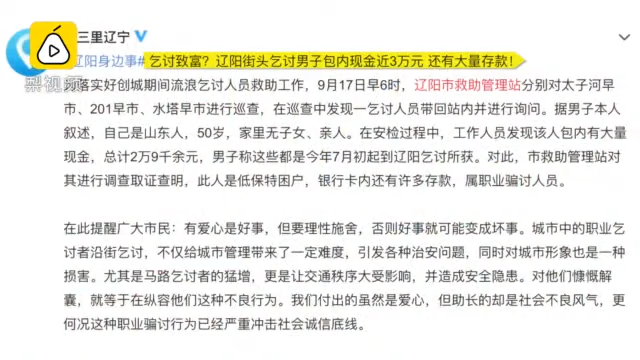 三里辽宁
辽阳身边事#乞讨致富？辽阳街头乞讨男子包内现金近3万元 还有大量存款！
梨视频
落实好创城期间流浪乞讨人员救助工作，9月17日早6时，辽阳市救助管理站分别对太子河早
市、201早市、水塔早市进行巡查，在巡查中发现一乞讨人员带回站内并进行询问。据男子本人
叙述，自己是山东人，50岁，家里无子女、亲人。在安检过程中，工作人员发现该人包内有大量
现金，总计2万9千余元，男子称这些都是今年7月初起到辽阳乞讨所获。对此，市救助管理站对
其进行调查取证查明，此人是低保特困户，银行卡内还有许多存款，属职业骗讨人员。
在此提醒广大市民：有爱心是好事，但要理性施舍，否则好事就可能变成坏事。城市中的职业乞
讨者沿街乞讨，不仅给城市管理带来了一定难度，引发各种治安问题，同时对城市形象也是一种
损害。尤其是马路乞讨者的猛增，更是让交通秩序大受影响，并造成安全隐患。对他们慷慨解
囊，就等于在纵容他们这种不良行为。我们付出的虽然是爱心，但助长的却是社会不良风气，更
何况这种职业骗讨行为已经严重冲击社会诚信底线。